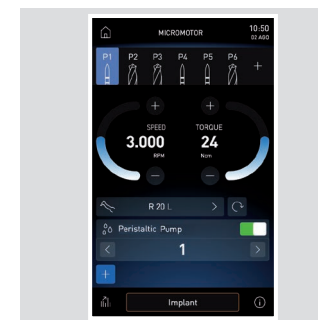 MICROMOTOR
10:50
02 AGO
P1 P2 P3 P4 P5 P6 +
SPEED TORQUE
3.000 24
RPM Ncm
R 20 L >
Peristaltic Pump
< 1 >
+
Implant